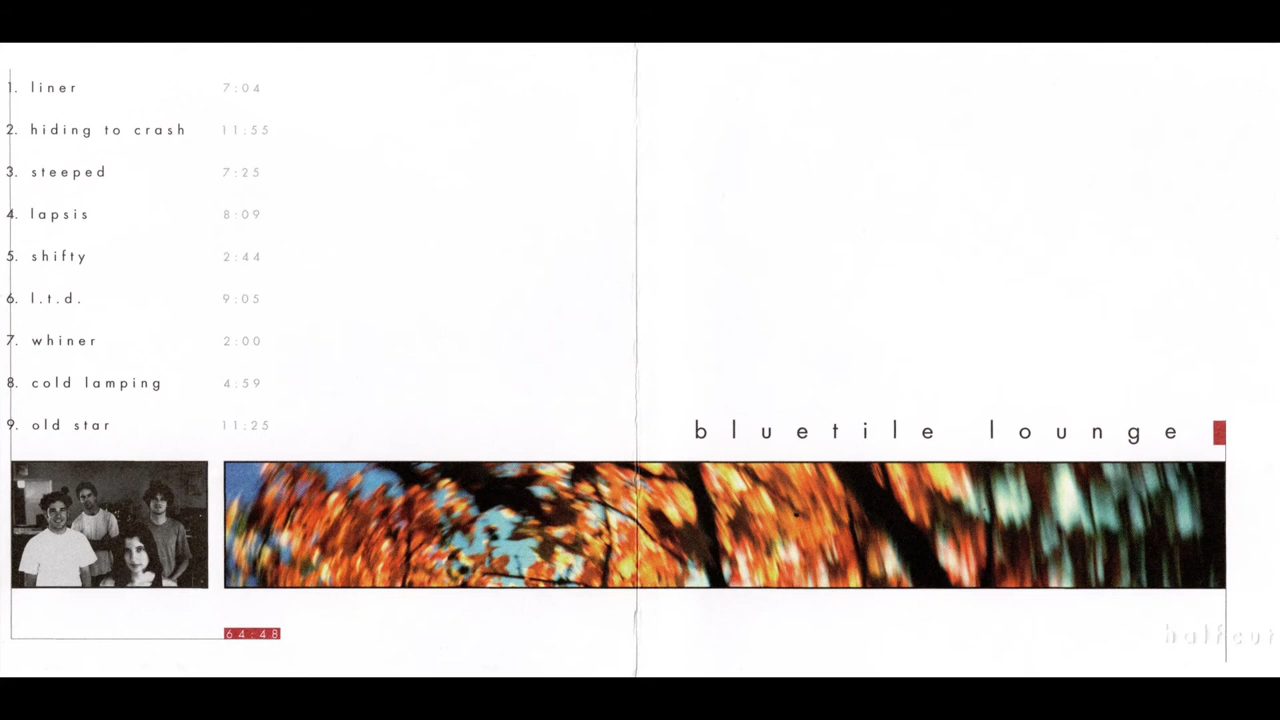 1. liner 7:04
2. hiding to crash 11:55
3. steeped 7:25
4. lapsis 8:09
5. shifty 2:44
6. l.t.d. 9:05
7. whiner 2:00
8. cold lamping 4:59
9. old star 11:25
bluetile lounge
64:48
halfcut